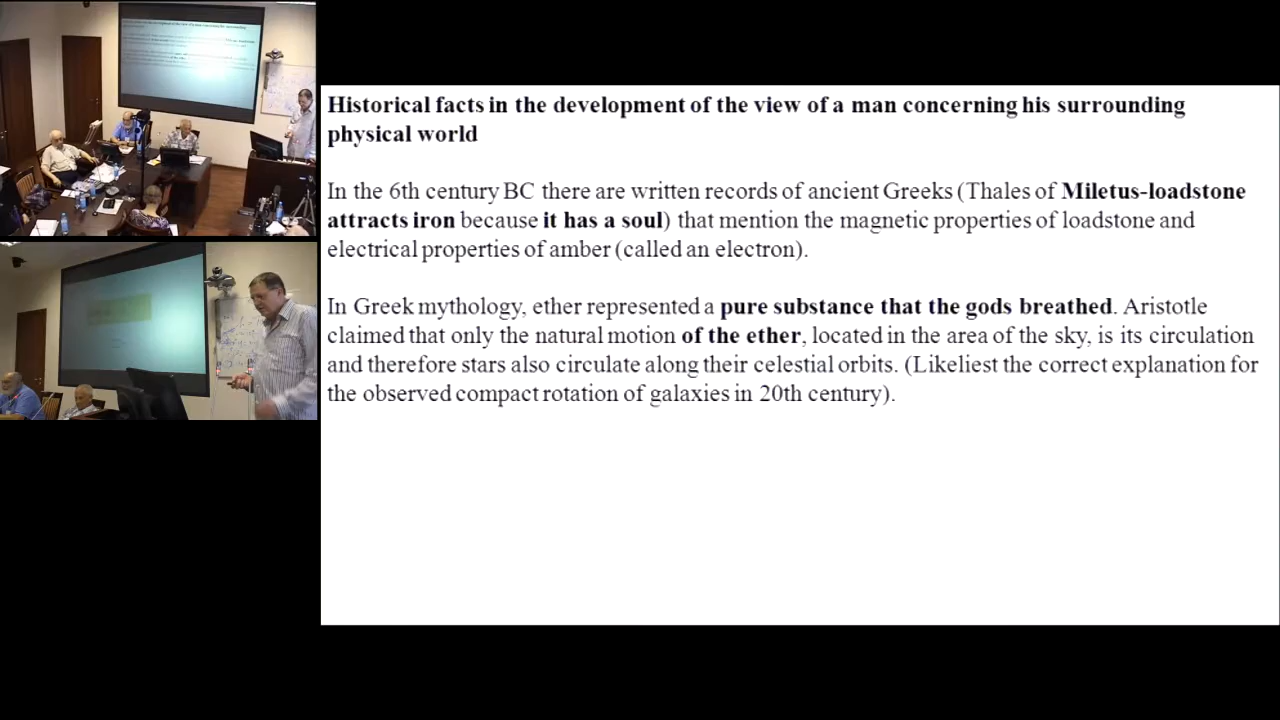 Historical facts in the development of the view of a man concerning his surrounding
physical world
In the 6th century BC there are written records of ancient Greeks (Thales of Miletus-loadstone
attracts iron because it has a soul) that mention the magnetic properties of loadstone and
electrical properties of amber (called an electron).
In Greek mythology, ether represented a pure substance that the gods breathed. Aristotle
claimed that only the natural motion of the ether, located in the area of the sky, is its circulation
and therefore stars also circulate along their celestial orbits. (Likeliest the correct explanation for
the observed compact rotation of galaxies in 20th century).